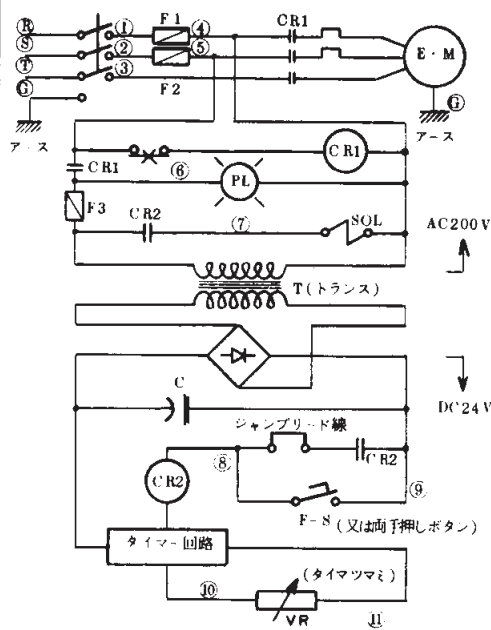 Ⓡ ① F1 ④ CR1
Ⓢ ② ⑤ E・M
Ⓣ ③
Ⓖ F2 Ⓖ
アース アース
CR1 ⑥ CR1
PL
F3 CR2 ⑦ SOL
AC200V
T(トランス)
C DC24V
ジャンプリード線
⑧ CR2
CR2 ⑨
F-S (又は両手押しボタン)
タイマー回路
(タイマツマミ)
⑩ VR ⑪